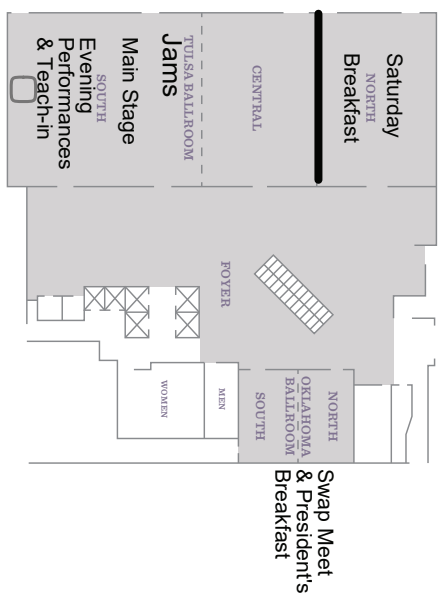 Saturday
NORTH
Breakfast
CENTRAL
TULSA BALLROOM
Jams
Main Stage
SOUTH
Evening
Performances
& Teach-in
FOYER
WOMEN
MEN
NORTH
OKLAHOMA
BALLROOM
SOUTH
Swap Meet
& President's
Breakfast